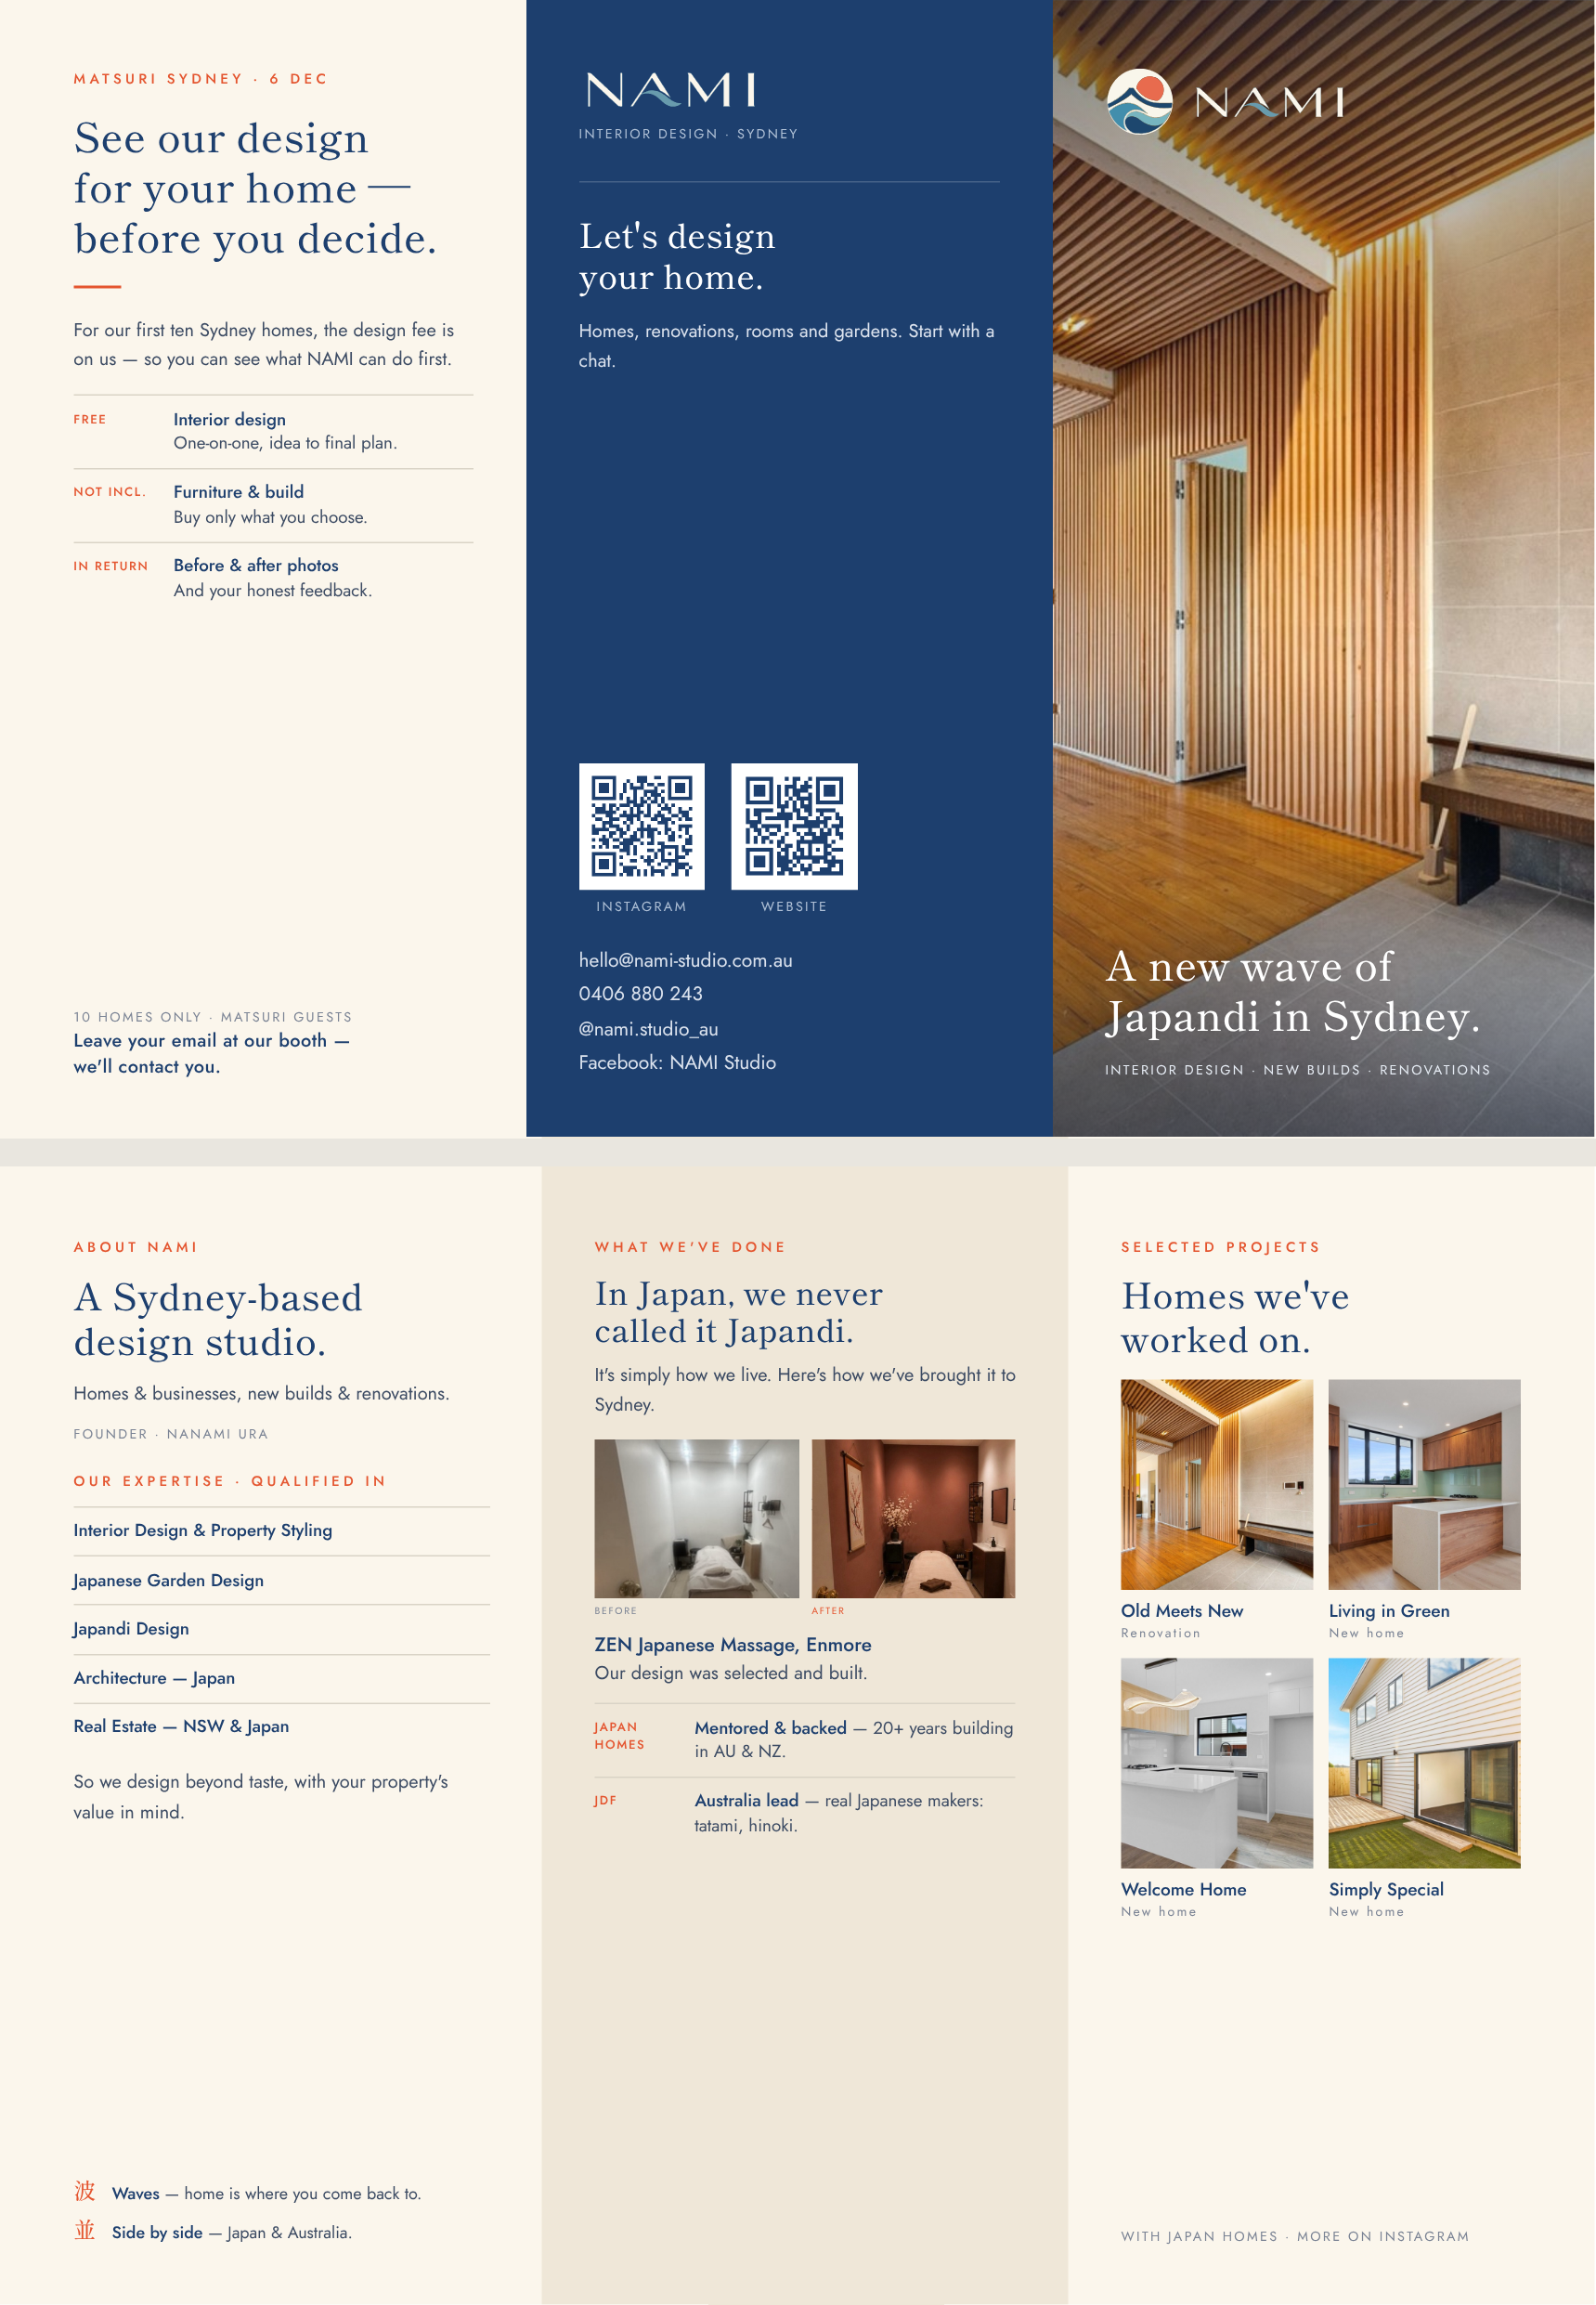 MATSURI SYDNEY · 6 DEC
See our design
for your home —
before you decide.
For our first ten Sydney homes, the design fee is
on us — so you can see what NAMI can do first.
FREE
Interior design
One-on-one, idea to final plan.
NOT INCL.
Furniture & build
Buy only what you choose.
IN RETURN
Before & after photos
And your honest feedback.
10 HOMES ONLY · MATSURI GUESTS
Leave your email at our booth —
we'll contact you.
NAMI
INTERIOR DESIGN · SYDNEY
Let's design
your home.
Homes, renovations, rooms and gardens. Start with a
chat.
INSTAGRAM
WEBSITE
hello@nami-studio.com.au
0406 880 243
@nami.studio_au
Facebook: NAMI Studio
NAMI
A new wave of
Japandi in Sydney.
INTERIOR DESIGN · NEW BUILDS · RENOVATIONS
ABOUT NAMI
A Sydney-based
design studio.
Homes & businesses, new builds & renovations.
FOUNDER · NANAMI URA
OUR EXPERTISE · QUALIFIED IN
Interior Design & Property Styling
Japanese Garden Design
Japandi Design
Architecture — Japan
Real Estate — NSW & Japan
So we design beyond taste, with your property's
value in mind.
波 Waves — home is where you come back to.
並 Side by side — Japan & Australia.
WHAT WE'VE DONE
In Japan, we never
called it Japandi.
It's simply how we live. Here's how we've brought it to
Sydney.
BEFORE
AFTER
ZEN Japanese Massage, Enmore
Our design was selected and built.
JAPAN
HOMES
Mentored & backed — 20+ years building
in AU & NZ.
JDF
Australia lead — real Japanese makers:
tatami, hinoki.
SELECTED PROJECTS
Homes we've
worked on.
Old Meets New
Renovation
Living in Green
New home
Welcome Home
New home
Simply Special
New home
WITH JAPAN HOMES · MORE ON INSTAGRAM